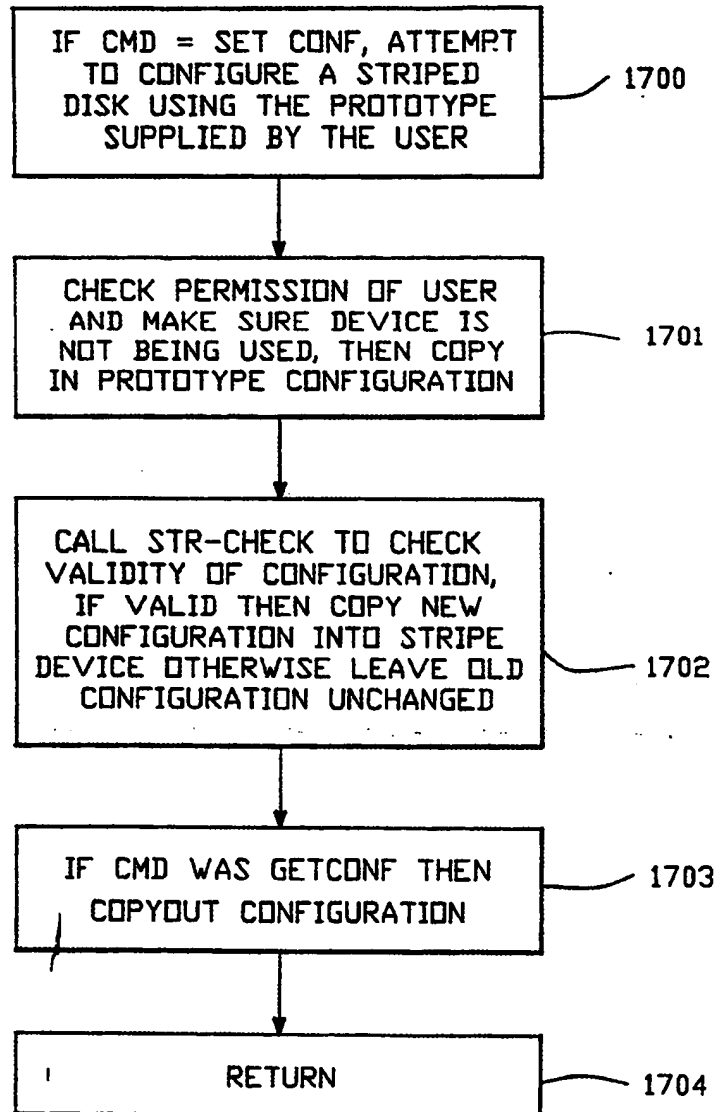 IF CMD = SET CONF, ATTEMPT
TO CONFIGURE A STRIPED
DISK USING THE PROTOTYPE
SUPPLIED BY THE USER
1700
CHECK PERMISSION OF USER
AND MAKE SURE DEVICE IS
NOT BEING USED, THEN COPY
IN PROTOTYPE CONFIGURATION
1701
CALL STR-CHECK TO CHECK
VALIDITY OF CONFIGURATION,
IF VALID THEN COPY NEW
CONFIGURATION INTO STRIPE
DEVICE OTHERWISE LEAVE OLD
CONFIGURATION UNCHANGED
1702
IF CMD WAS GETCONF THEN
COPYOUT CONFIGURATION
1703
RETURN
1704